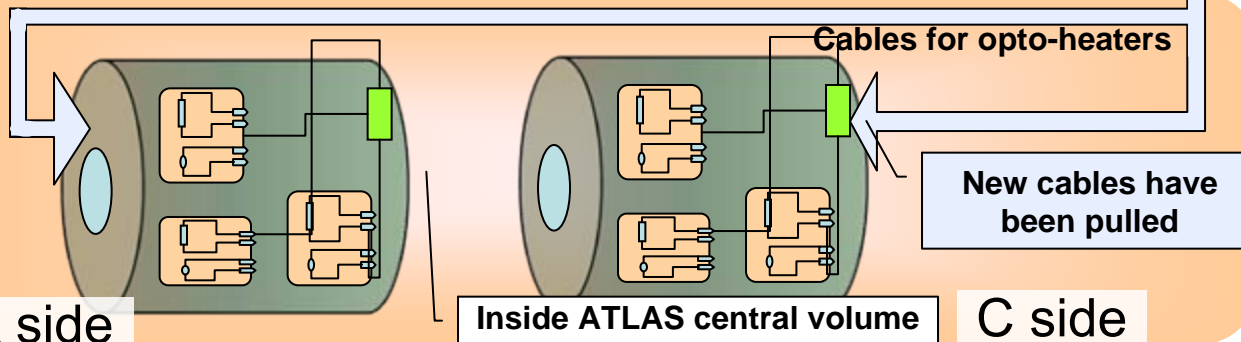 Cables for opto-heaters
New cables have
been pulled
Inside ATLAS central volume
side
C side